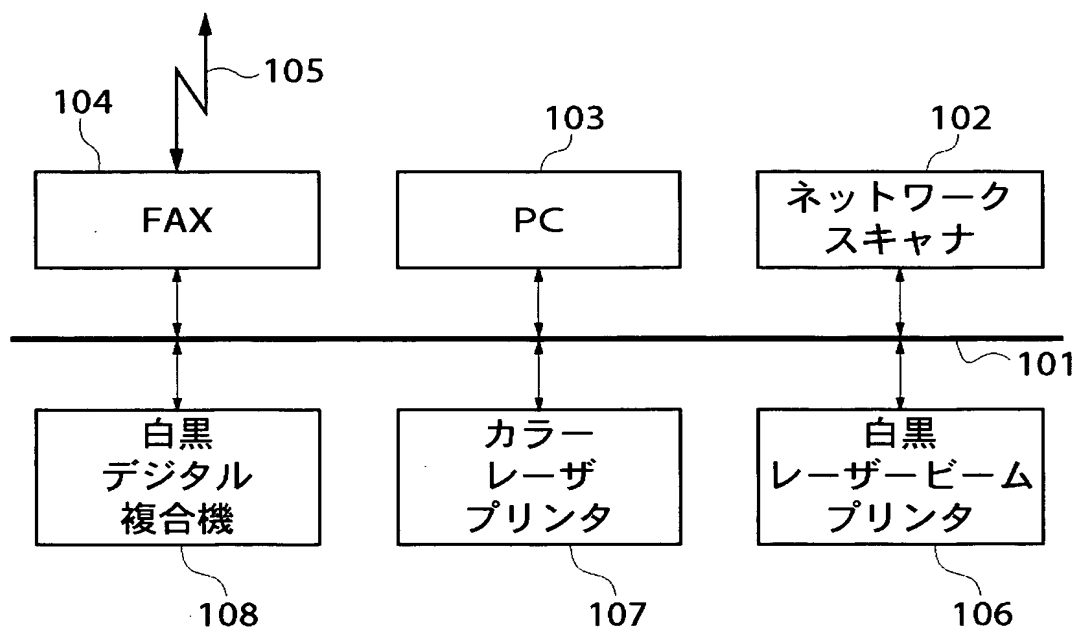 105
104
103
102
FAX
PC
ネットワーク
スキャナ
101
白黒
デジタル
複合機
カラー
レーザ
プリンタ
白黒
レーザービーム
プリンタ
108
107
106